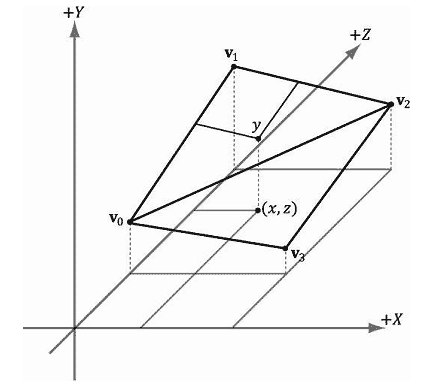 +Y
+Z
v₁
v₂
y
(x, z)
v₀
v₃
+X